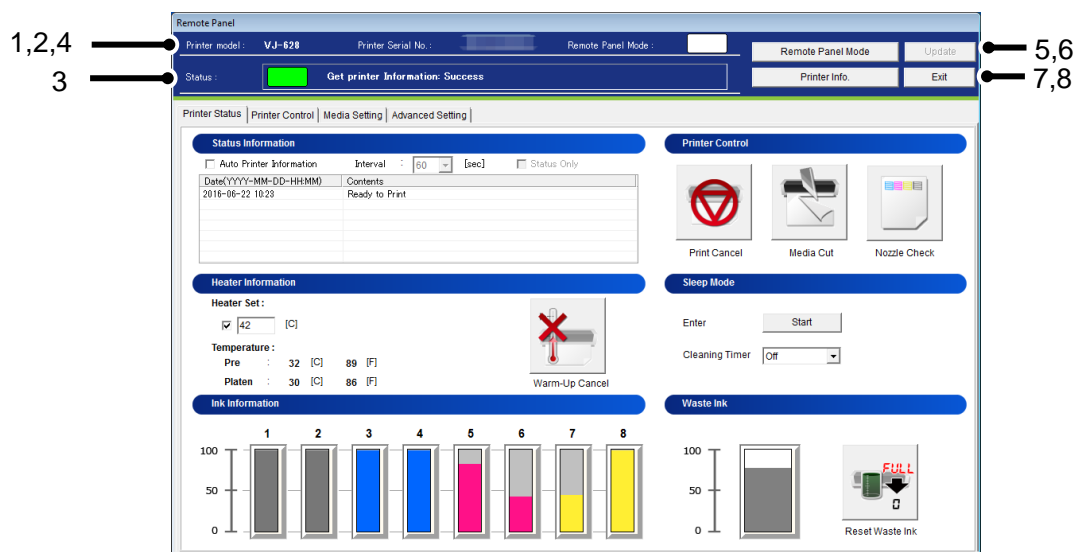 Remote Panel
1,2,4
Printer model : VJ-628 Printer Serial No. : Remote Panel Mode :
Remote Panel Mode Update
5,6
3
Status : Get printer Information: Success
Printer Info. Exit
7,8
Printer Status Printer Control Media Setting Advanced Setting
Status Information
Auto Printer Information Interval : 60 [sec] Status Only
Date(YYYY-MM-DD-HH:MM) Contents
2016-06-22 10:23 Ready to Print
Printer Control
Print Cancel Media Cut Nozzle Check
Heater Information
Heater Set :
42 [C]
Temperature :
Pre : 32 [C] 89 [F]
Platen : 30 [C] 86 [F]
Warm-Up Cancel
Sleep Mode
Enter Start
Cleaning Timer Off
Ink Information
1 2 3 4 5 6 7 8
100
50
0
Waste Ink
100
50
0
FULL
0
Reset Waste Ink